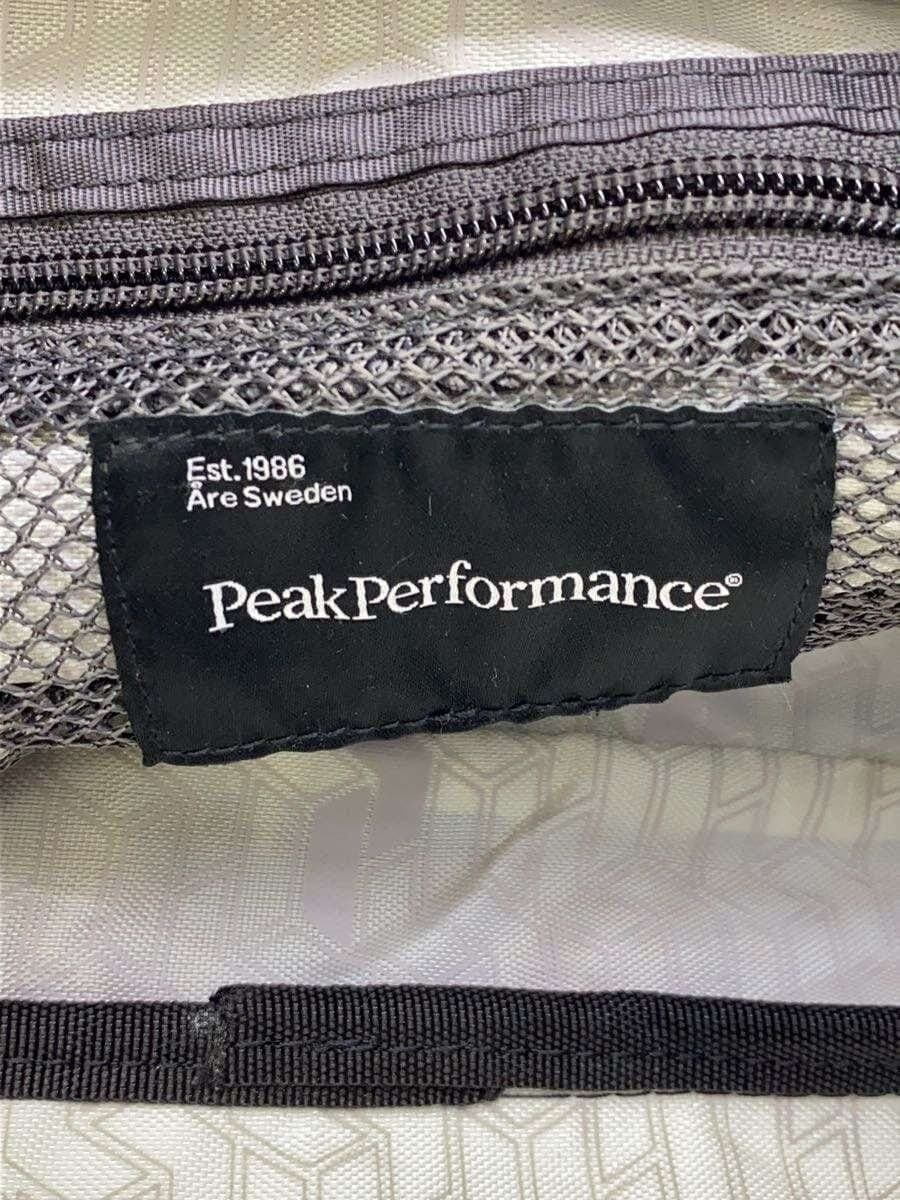 Est.1986
Åre Sweden
PeakPerformance®